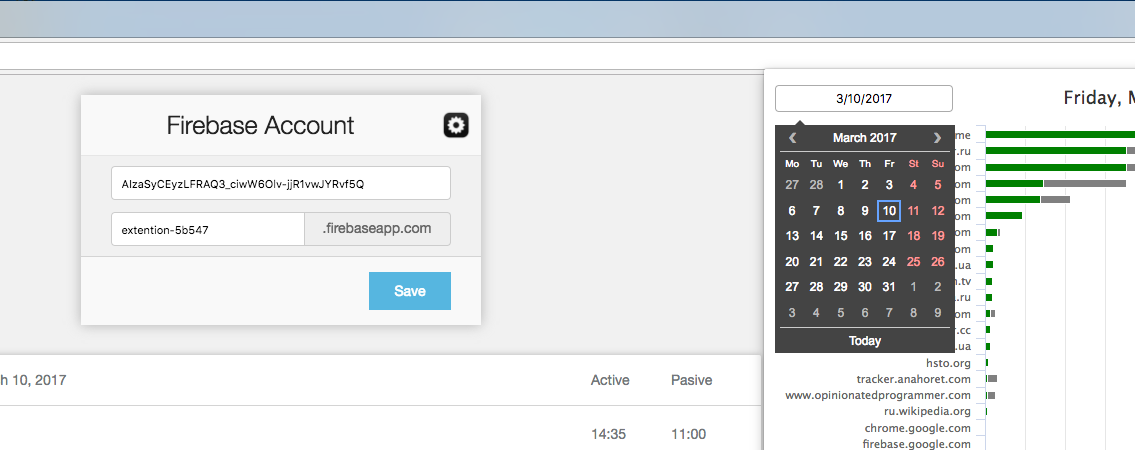 Firebase Account
AIzaSyCEyzLFRAQ3_ciwW6OIv-jjR1vwJYRvf5Q
extention-5b547 .firebaseapp.com
Save
h 10, 2017 Active Pasive
14:35 11:00
3/10/2017 Friday, M
March 2017
Mo Tu We Th Fr St Su
27 28 1 2 3 4 5
6 7 8 9 10 11 12
13 14 15 16 17 18 19
20 21 22 23 24 25 26
27 28 29 30 31 1 2
3 4 5 6 7 8 9
Today
me
r.ru
om
om
om
om
om
om
.ua
n.tv
.ru
om
.cc
.ua
hsto.org
tracker.anahoret.com
www.opinionatedprogrammer.com
ru.wikipedia.org
chrome.google.com
firebase.google.com